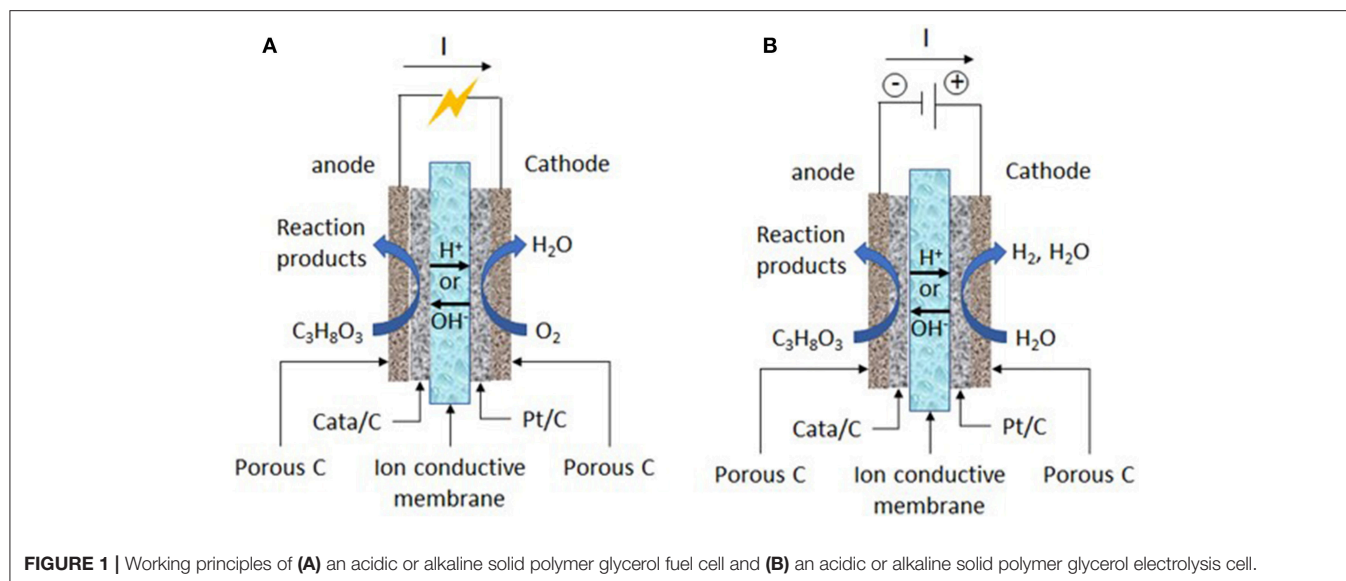 A
I
anode
Cathode
Reaction
products
H₂O
H⁺
or
OH⁻
C₃H₈O₃
O₂
Cata/C
Pt/C
Porous C
Ion conductive
membrane
Porous C
B
I
-
+
anode
Cathode
Reaction
products
H₂, H₂O
H⁺
or
OH⁻
C₃H₈O₃
H₂O
Cata/C
Pt/C
Porous C
Ion conductive
membrane
Porous C
FIGURE 1 | Working principles of (A) an acidic or alkaline solid polymer glycerol fuel cell and (B) an acidic or alkaline solid polymer glycerol electrolysis cell.